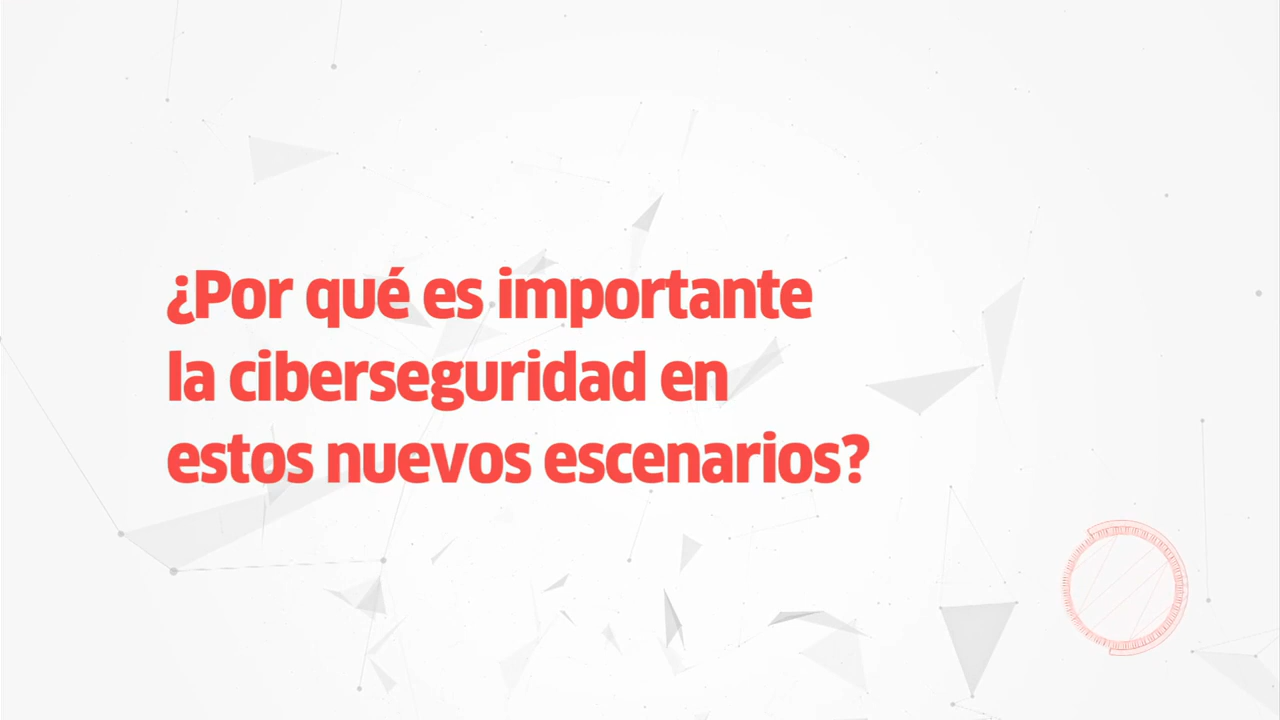 ¿Por qué es importante
la ciberseguridad en
estos nuevos escenarios?